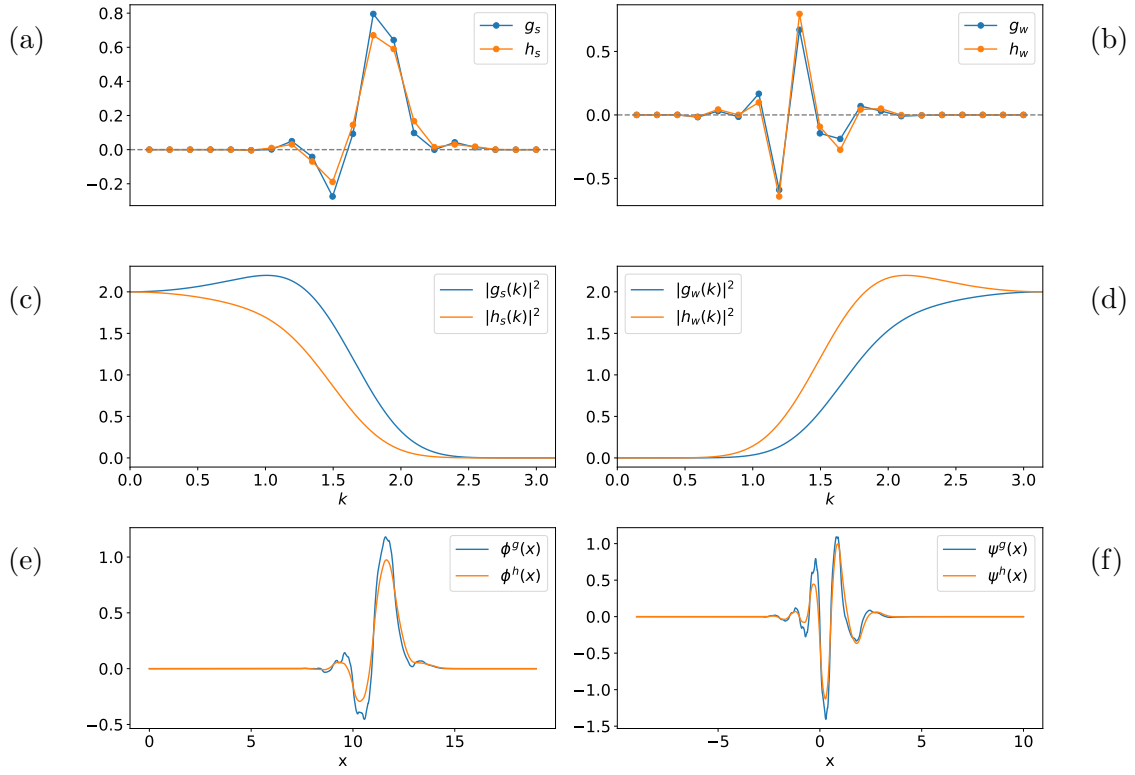 (a)
0.8
0.6
0.4
0.2
0.0
−0.2
g_s
h_s
(b)
0.5
0.0
−0.5
g_w
h_w
(c)
2.0
1.5
1.0
0.5
0.0
|g_s(k)|²
|h_s(k)|²
0.0 0.5 1.0 1.5 2.0 2.5 3.0
k
(d)
2.0
1.5
1.0
0.5
0.0
|g_w(k)|²
|h_w(k)|²
0.0 0.5 1.0 1.5 2.0 2.5 3.0
k
(e)
1.0
0.5
0.0
−0.5
ϕ^g(x)
ϕ^h(x)
0 5 10 15
x
(f)
1.0
0.5
0.0
−0.5
−1.0
−1.5
ψ^g(x)
ψ^h(x)
−5 0 5 10
x